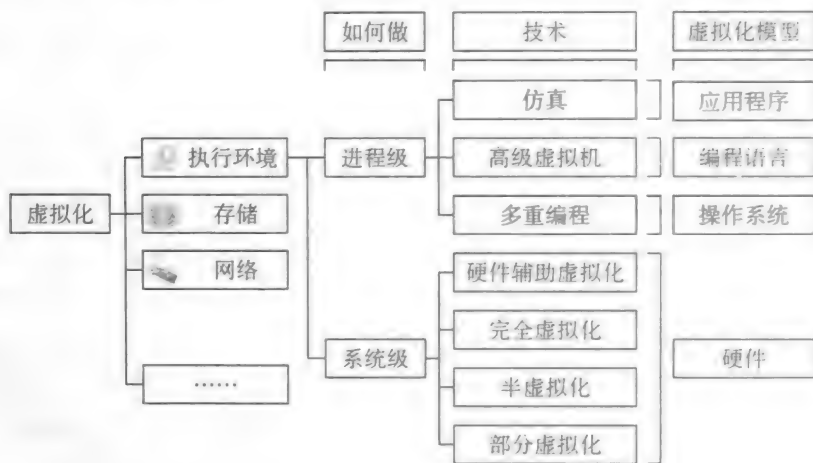 如何做 技术 虚拟化模型
仿真 应用程序
执行环境 进程级 高级虚拟机 编程语言
虚拟化 存储 多重编程 操作系统
网络 硬件辅助虚拟化
完全虚拟化
系统级 硬件
…… 半虚拟化
部分虚拟化